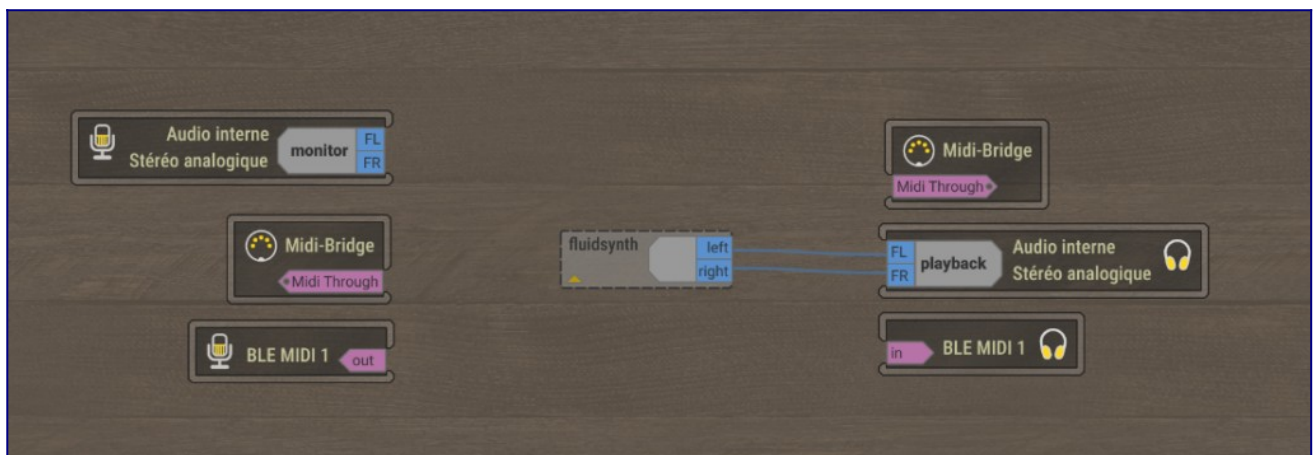 Audio interne
Stéréo analogique
monitor
FL
FR
Midi-Bridge
Midi Through
BLE MIDI 1
out
fluidsynth
left
right
Midi-Bridge
Midi Through
FL
FR
playback
Audio interne
Stéréo analogique
in
BLE MIDI 1